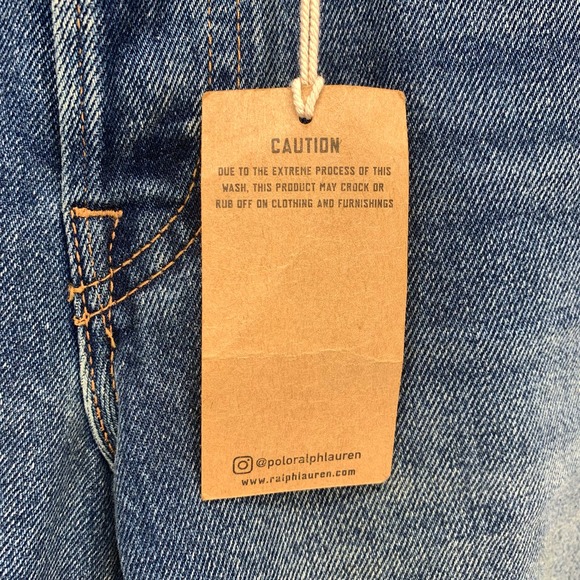 CAUTION
DUE TO THE EXTREME PROCESS OF THIS
WASH, THIS PRODUCT MAY CROCK OR
RUB OFF ON CLOTHING AND FURNISHINGS
@poloralphlauren
www.ralphlauren.com